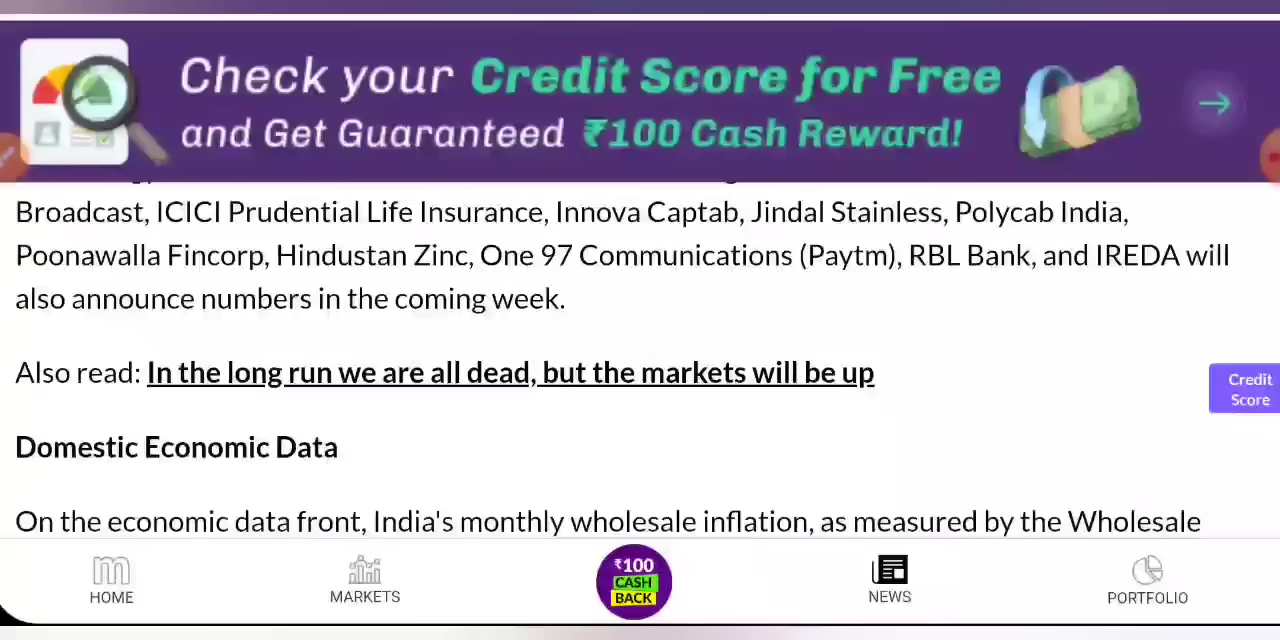 Check your Credit Score for Free
and Get Guaranteed ₹100 Cash Reward!
Broadcast, ICICI Prudential Life Insurance, Innova Captab, Jindal Stainless, Polycab India,
Poonawalla Fincorp, Hindustan Zinc, One 97 Communications (Paytm), RBL Bank, and IREDA will
also announce numbers in the coming week.
Also read: In the long run we are all dead, but the markets will be up
Credit
Score
Domestic Economic Data
On the economic data front, India's monthly wholesale inflation, as measured by the Wholesale
HOME
MARKETS
₹100
CASH
BACK
NEWS
PORTFOLIO